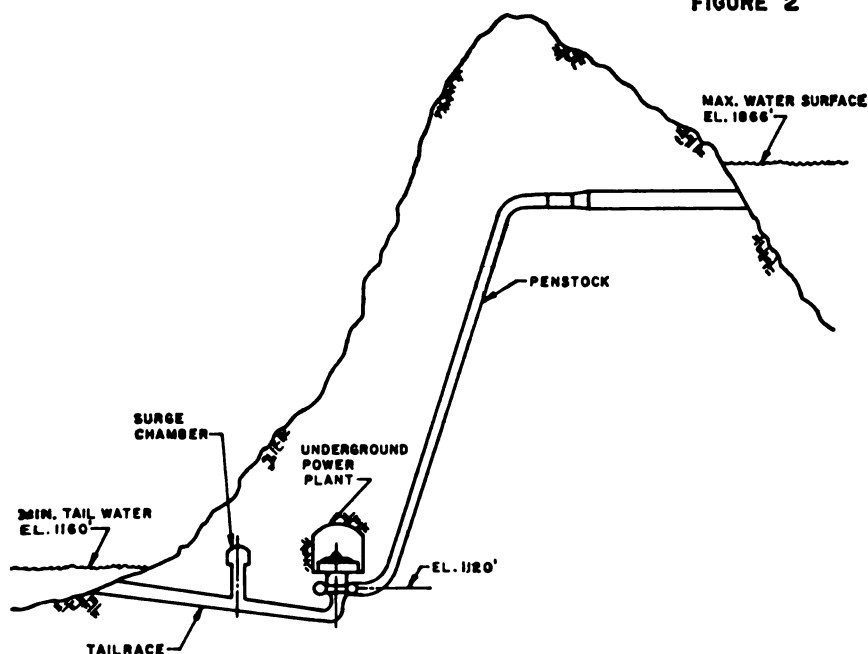 FIGURE 2
MAX. WATER SURFACE
EL. 1866'
PENSTOCK
SURGE
CHAMBER
UNDERGROUND
POWER
PLANT
MIN. TAIL WATER
EL. 1160'
EL. 1120'
TAILRACE